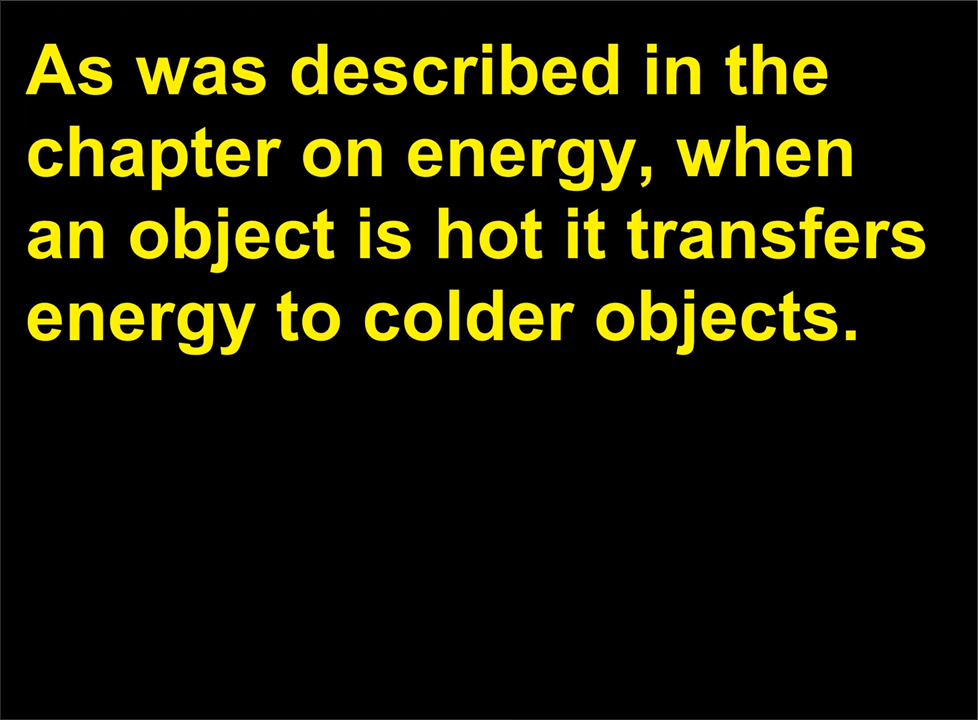 As was described in the
chapter on energy, when
an object is hot it transfers
energy to colder objects.